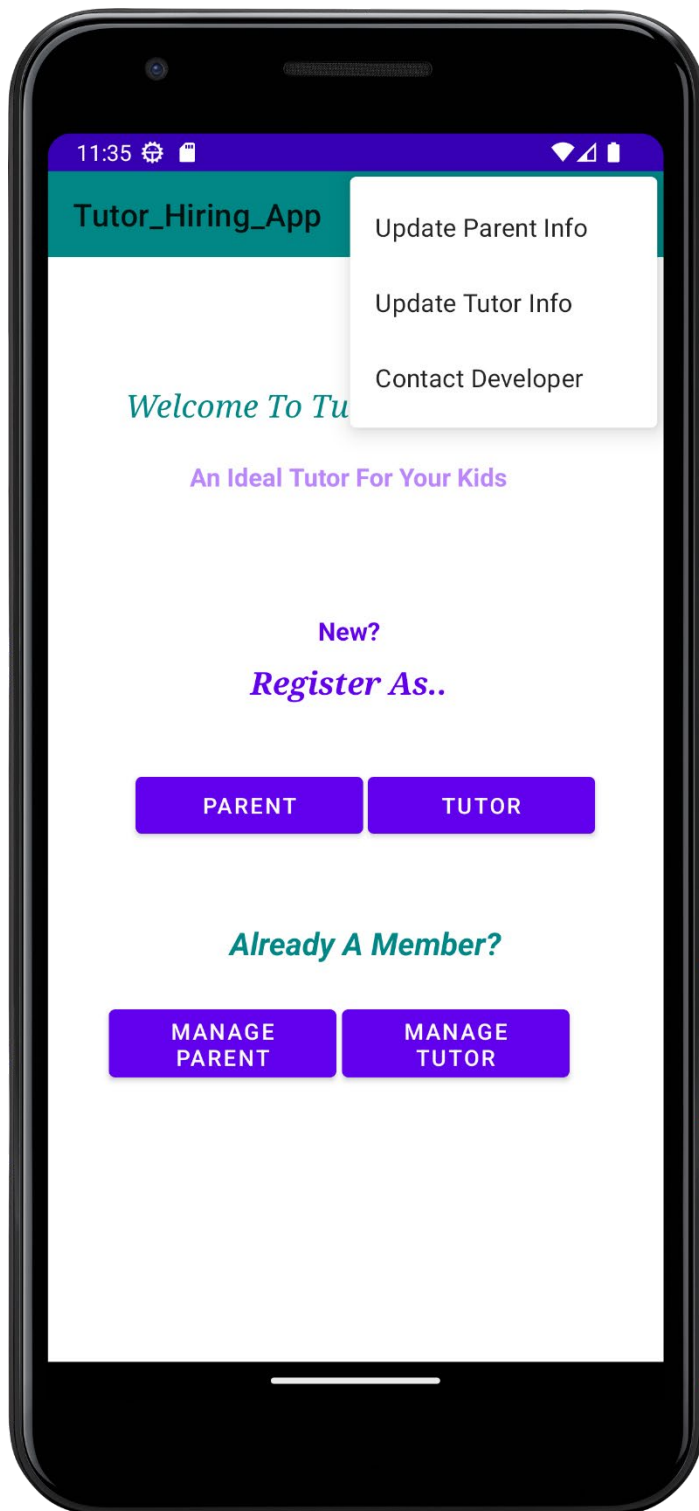 11:35
Tutor_Hiring_App
Update Parent Info
Update Tutor Info
Contact Developer
Welcome To Tu
An Ideal Tutor For Your Kids
New?
Register As..
PARENT
TUTOR
Already A Member?
MANAGE
PARENT
MANAGE
TUTOR